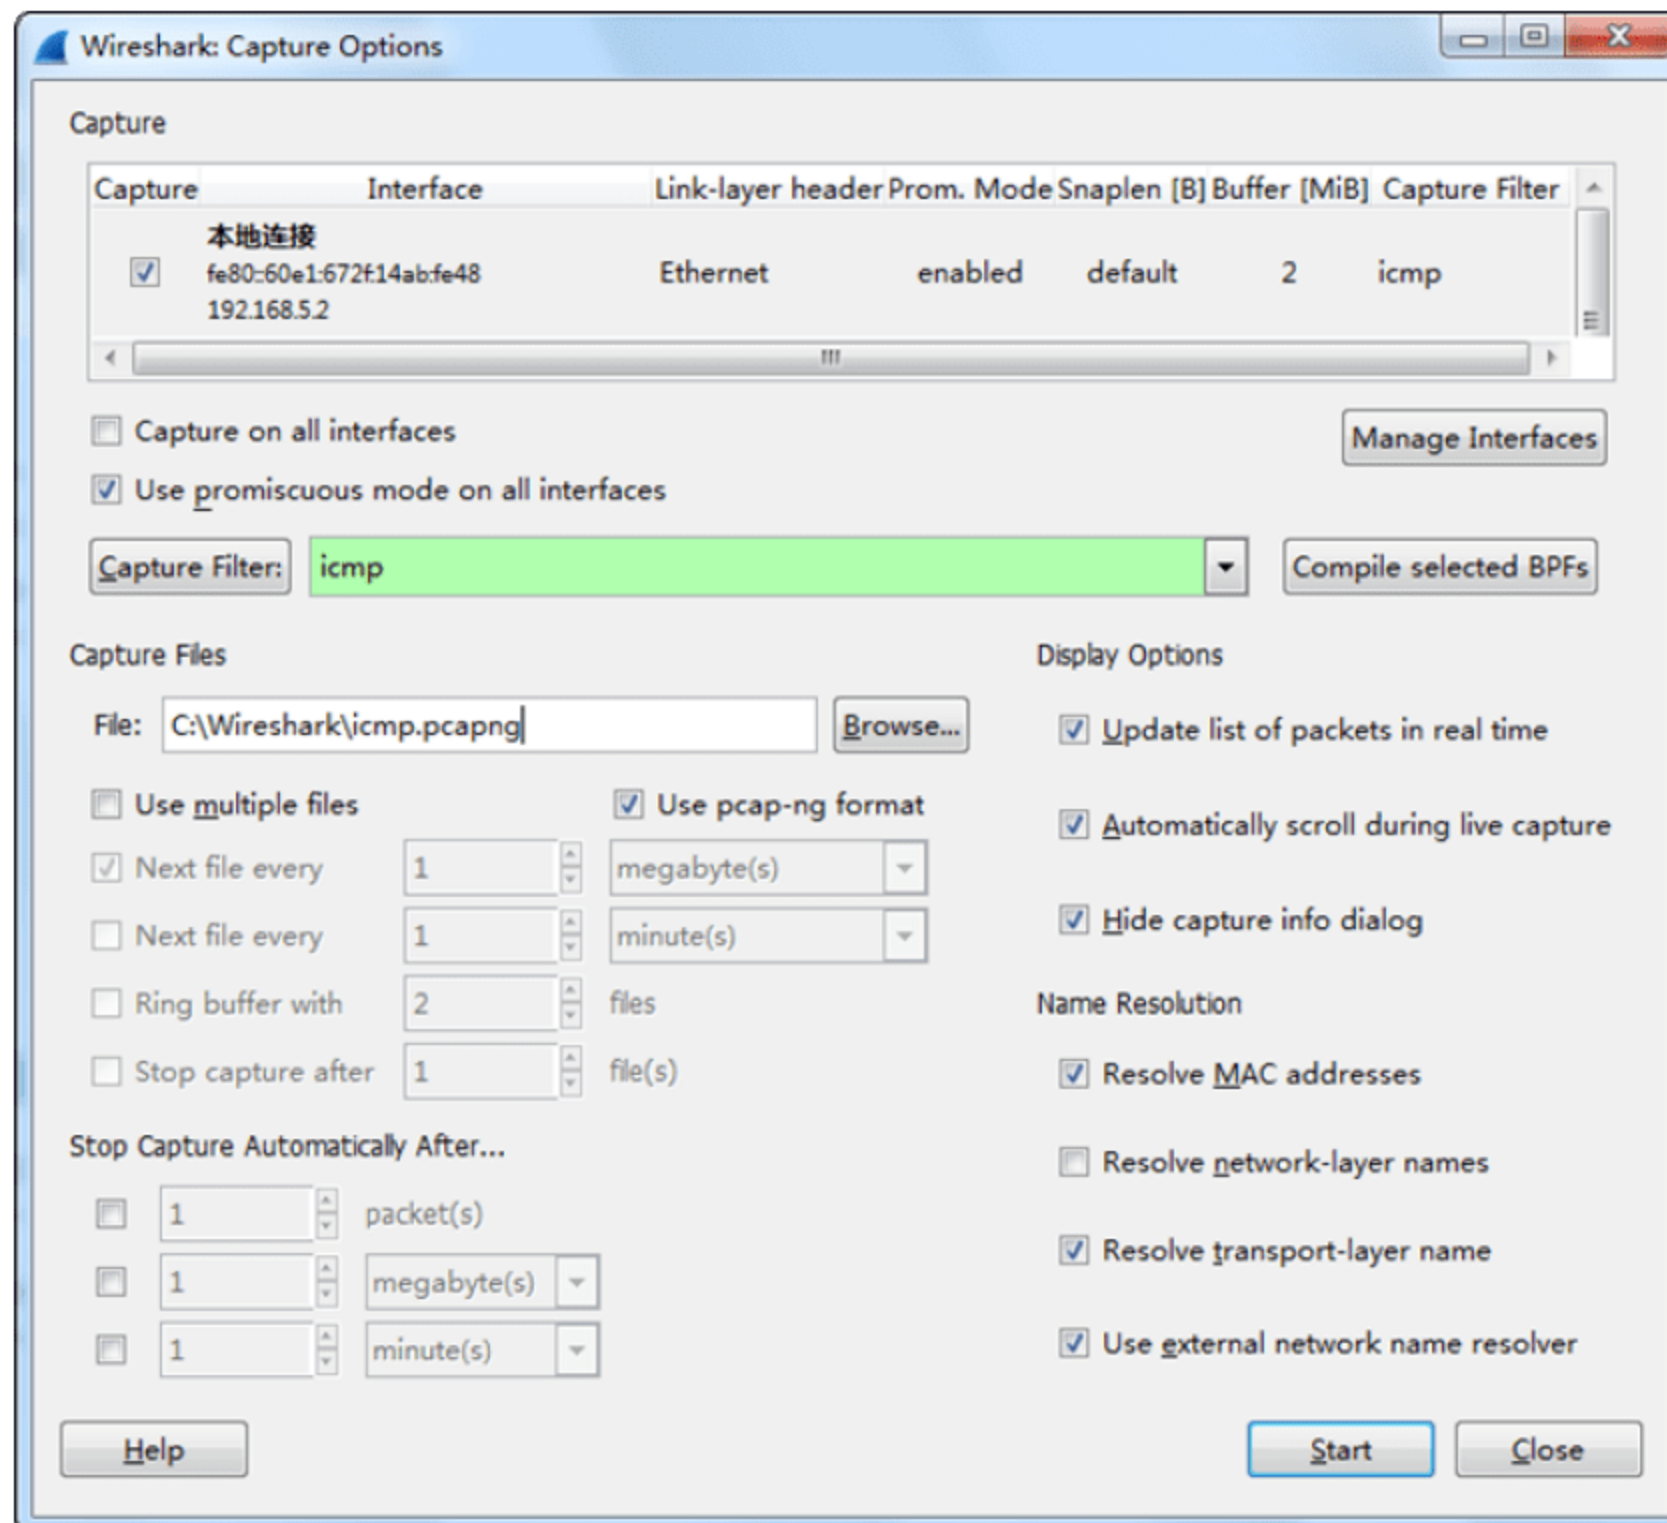 Wireshark: Capture Options
Capture
Capture Interface Link-layer header Prom. Mode Snaplen [B] Buffer [MiB] Capture Filter
本地连接
fe80::60e1:672f:14ab:fe48 Ethernet enabled default 2 icmp
192.168.5.2
Capture on all interfaces
Manage Interfaces
Use promiscuous mode on all interfaces
Capture Filter: icmp Compile selected BPFs
Capture Files
File: C:\Wireshark\icmp.pcapng Browse...
Use multiple files Use pcap-ng format
Next file every 1 megabyte(s)
Next file every 1 minute(s)
Ring buffer with 2 files
Stop capture after 1 file(s)
Stop Capture Automatically After...
1 packet(s)
1 megabyte(s)
1 minute(s)
Display Options
Update list of packets in real time
Automatically scroll during live capture
Hide capture info dialog
Name Resolution
Resolve MAC addresses
Resolve network-layer names
Resolve transport-layer name
Use external network name resolver
Help Start Close